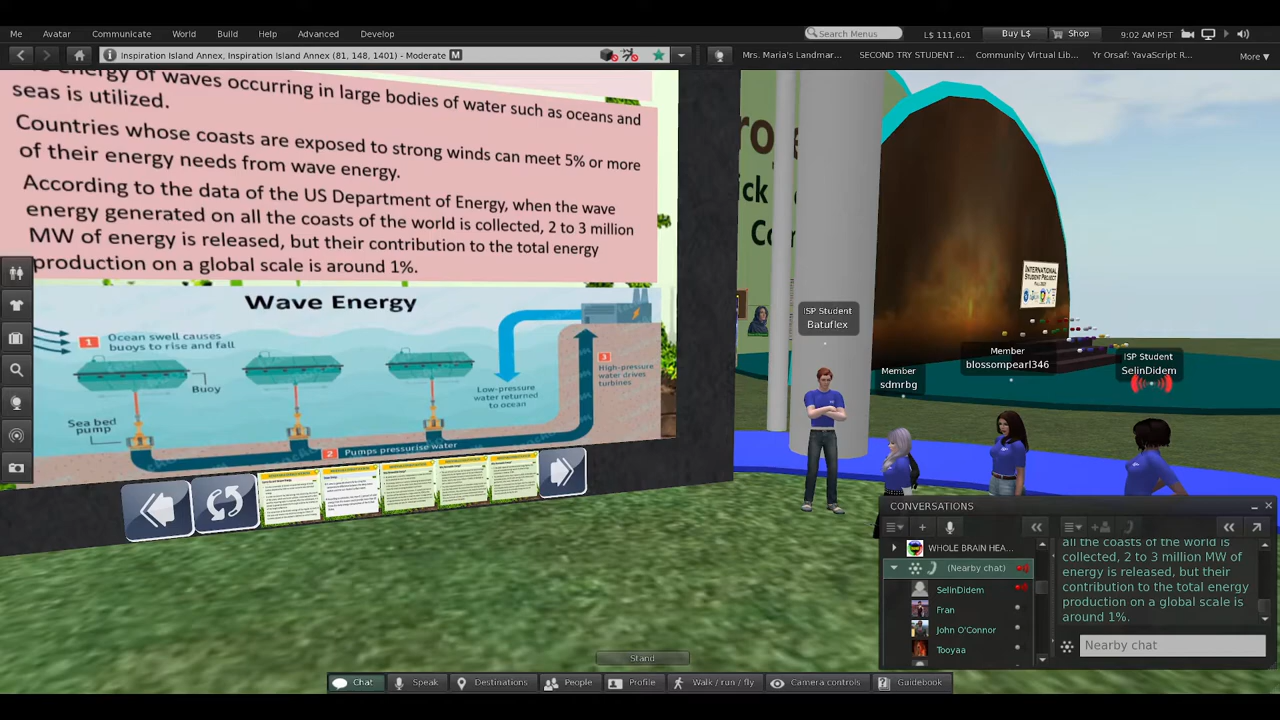 Me Avatar Communicate World Build Help Advanced Develop
Search Menus
L$ 111,601
Buy L$
Shop
9:02 AM PST
Inspiration Island Annex, Inspiration Island Annex (81, 148, 1401) - Moderate M
Mrs. Maria's Landmar... SECOND TRY STUDENT Community Virtual Lib... Yr Orsaf: YavaScript R... More
energy of waves occurring in large bodies of water such as oceans and
seas is utilized.
Countries whose coasts are exposed to strong winds can meet 5% or more
of their energy needs from wave energy.
According to the data of the US Department of Energy, when the wave
energy generated on all the coasts of the world is collected, 2 to 3 million
MW of energy is released, but their contribution to the total energy
production on a global scale is around 1%.
Wave Energy
1 Ocean swell causes
buoys to rise and fall
Buoy
Sea bed
pump
2 Pumps pressurise water
Low-pressure
water returned
to ocean
3
High-pressure
water drives
turbines
INTERNATIONAL
STUDENT PROJECT
FALL 2023
ISP Student
Batuflex
Member
sdmrbg
Member
blossompearl346
ISP Student
SelinDidem
CONVERSATIONS
WHOLE BRAIN HEA...
(Nearby chat)
SelinDidem
Fran
John O'Connor
Tooyaa
all the coasts of the world is
collected, 2 to 3 million MW of
energy is released, but their
contribution to the total energy
production on a global scale is
around 1%.
Nearby chat
Stand
Chat Speak Destinations People Profile Walk / run / fly Camera controls Guidebook